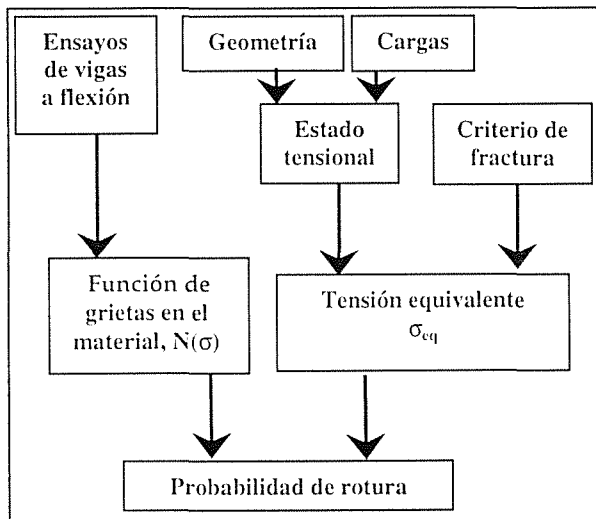 Ensayos
de vigas
a flexión
Geometría
Cargas
Estado
tensional
Criterio de
fractura
Función de
grietas en el
material, N(σ)
Tensión equivalente
σeq
Probabilidad de rotura